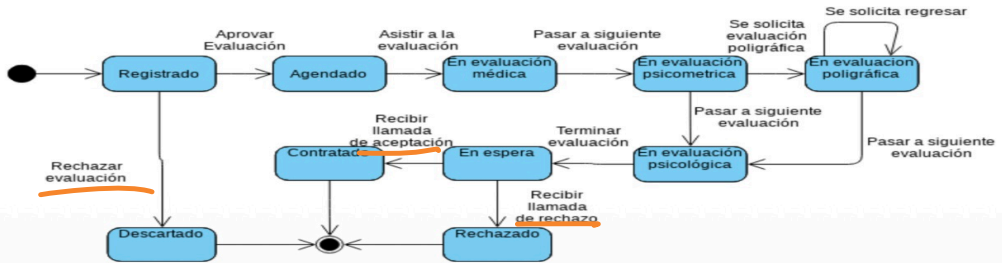 Se solicita regresar
Aprovar
Evaluación
Asistir a la
evaluación
Pasar a siguiente
evaluación
Se solicita
evaluación
poligráfica
Registrado
Agendado
En evaluación
médica
En evaluación
psicometrica
En evaluacion
poligráfica
Pasar a siguiente
evaluación
Recibir
llamada
de aceptación
Terminar
evaluación
Pasar a siguiente
evaluación
Contratado
En espera
En evaluación
psicológica
Rechazar
evaluación
Recibir
llamada
de rechazo
Descartado
Rechazado